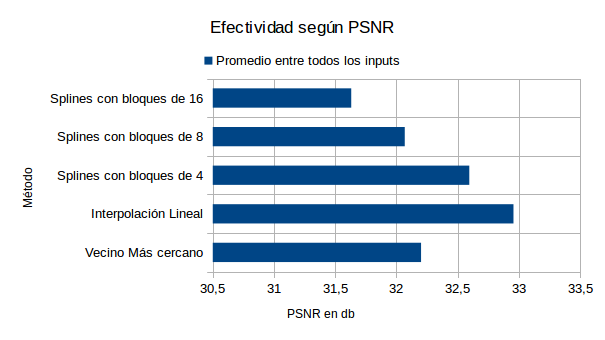 Efectividad según PSNR
Promedio entre todos los inputs
Splines con bloques de 16
Splines con bloques de 8
Splines con bloques de 4
Interpolación Lineal
Vecino Más cercano
Método
30,5 31 31,5 32 32,5 33 33,5
PSNR en db